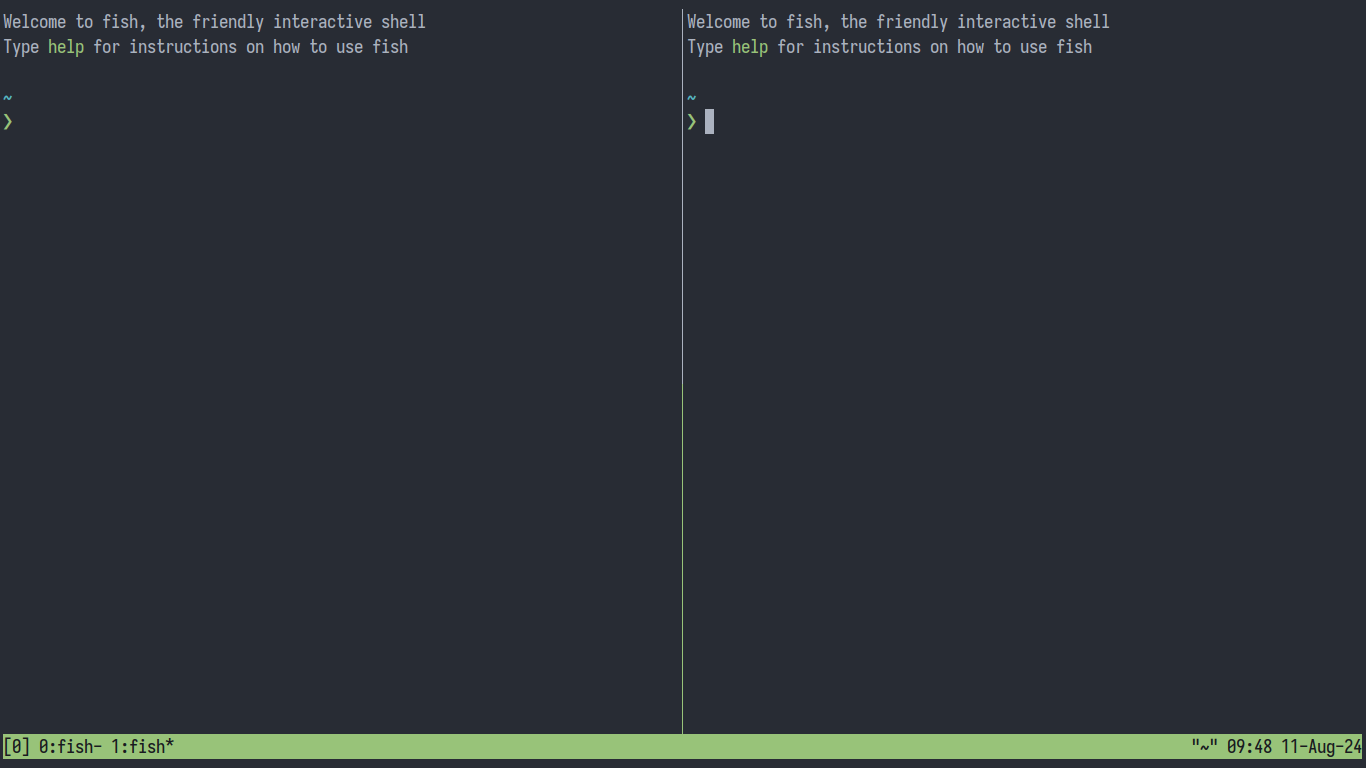 Welcome to fish, the friendly interactive shell
Type help for instructions on how to use fish
~
❯
Welcome to fish, the friendly interactive shell
Type help for instructions on how to use fish
~
❯
[0] 0:fish- 1:fish*
"~" 09:48 11-Aug-24